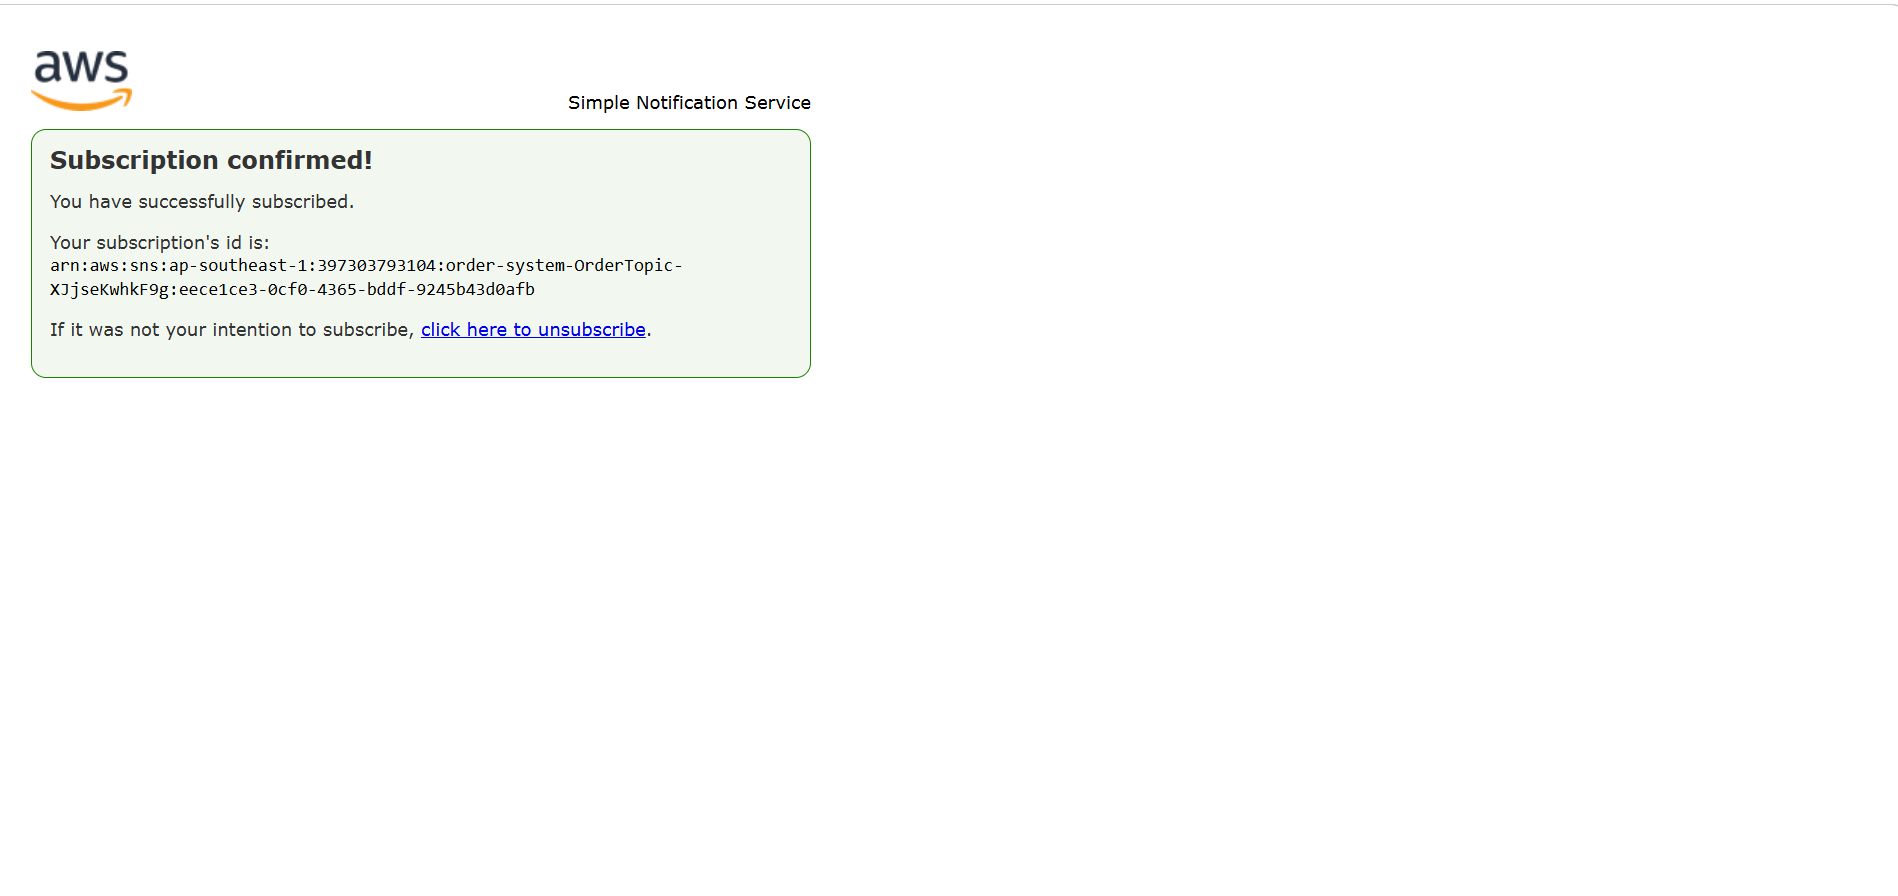 aws
Simple Notification Service
Subscription confirmed!
You have successfully subscribed.
Your subscription's id is:
arn:aws:sns:ap-southeast-1:397303793104:order-system-OrderTopic-
XJjseKwhkF9g:eece1ce3-0cf0-4365-bddf-9245b43d0afb
If it was not your intention to subscribe, click here to unsubscribe.